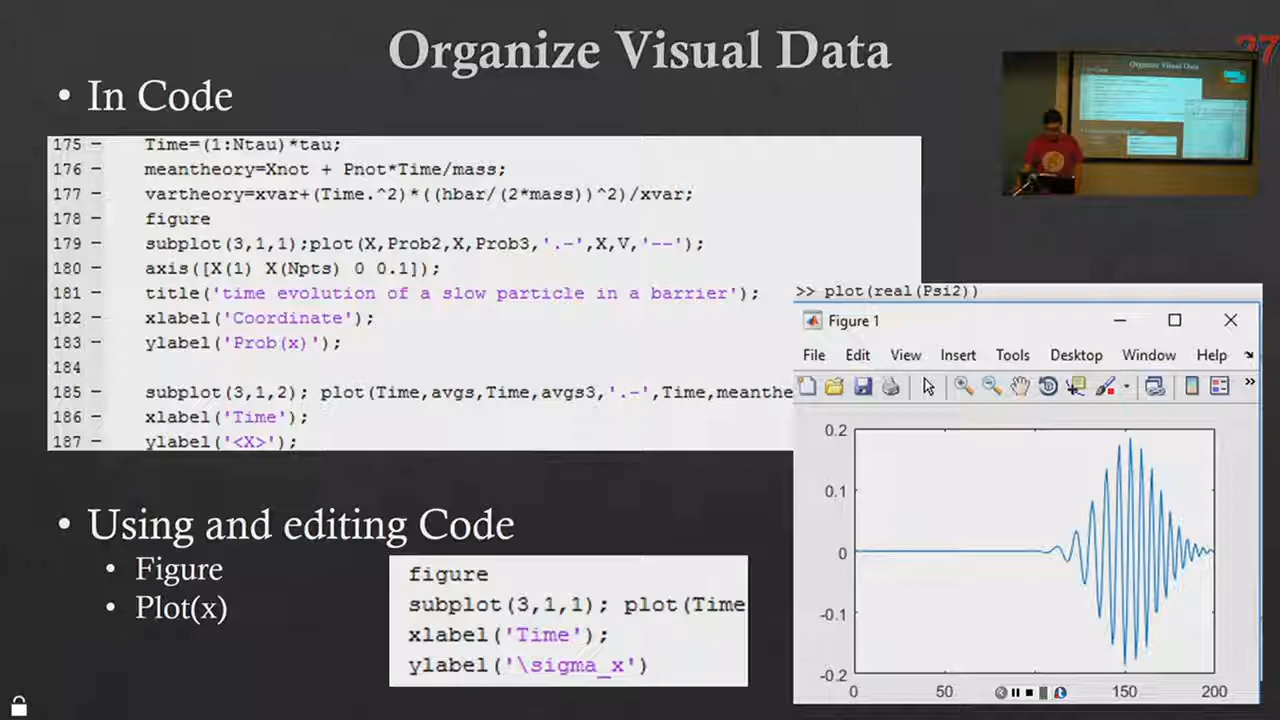 Organize Visual Data
27
• In Code
175 – Time=(1:Ntau)*tau;
176 – meantheory=Xnot + Pnot*Time/mass;
177 – vartheory=xvar+(Time.^2)*((hbar/(2*mass))^2)/xvar;
178 – figure
179 – subplot(3,1,1);plot(X,Prob2,X,Prob3,'.-',X,V,'--');
180 – axis([X(1) X(Npts) 0 0.1]);
181 – title('time evolution of a slow particle in a barrier');
182 – xlabel('Coordinate');
183 – ylabel('Prob(x)');
184
185 – subplot(3,1,2); plot(Time,avgs,Time,avgs3,'.-',Time,meanthe
186 – xlabel('Time');
187 – ylabel('<X>');
>> plot(real(Psi2))
Figure 1
File Edit View Insert Tools Desktop Window Help
0.2
0.1
0
-0.1
-0.2
0 50 150 200
• Using and editing Code
• Figure
• Plot(x)
figure
subplot(3,1,1); plot(Time
xlabel('Time');
ylabel('\sigma_x')
Organize Visual Data